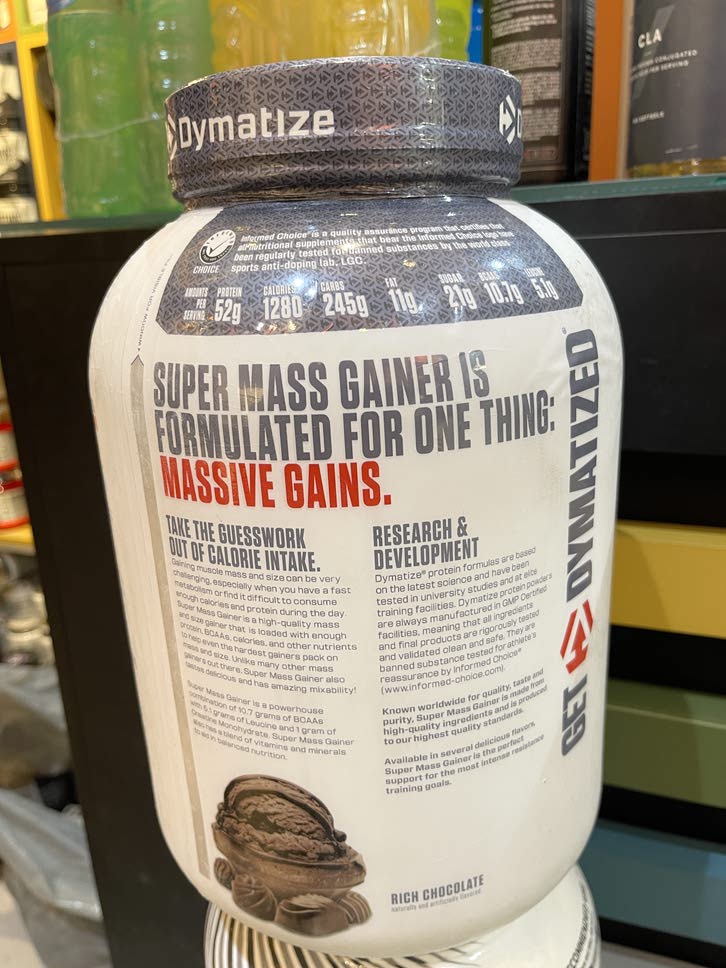 CLA
Dymatize
Informed Choice® is a quality assurance program that certifies that
all nutritional supplements that bear the Informed Choice logo have
been regularly tested for banned substances by the world class
sports anti-doping lab, LGC.
CHOICE
AMOUNTS PER SERVING
PROTEIN 52g
CALORIES 1280
CARBS 245g
FAT 11g
SUGAR 21g
BCAAs 10.7g
LEUCINE 5.1g
SUPER MASS GAINER IS
FORMULATED FOR ONE THING:
MASSIVE GAINS.
TAKE THE GUESSWORK
OUT OF CALORIE INTAKE.
Gaining muscle mass and size can be very
challenging, especially when you have a fast
metabolism or find it difficult to consume
enough calories and protein during the day.
Super Mass Gainer is a high-quality mass
and size gainer that is loaded with enough
protein, BCAAs, calories, and other nutrients
to help even the hardest gainers pack on
mass and size. Unlike many other mass
gainers out there, Super Mass Gainer also
tastes delicious and has amazing mixability!
Super Mass Gainer is a powerhouse
combination of 10.7 grams of BCAAs
with 5.1 grams of Leucine and 1 gram of
Creatine Monohydrate. Super Mass Gainer
also has a blend of vitamins and minerals
to aid in balanced nutrition.
RESEARCH &
DEVELOPMENT
Dymatize® protein formulas are based
on the latest science and have been
tested in university studies and at elite
training facilities. Dymatize protein powders
are always manufactured in GMP Certified
facilities, meaning that all ingredients
and final products are rigorously tested
and validated clean and safe. They are
banned substance tested for athlete's
reassurance by Informed Choice®
(www.informed-choice.com).
Known worldwide for quality, taste and
purity, Super Mass Gainer is made from
high-quality ingredients and is produced
to our highest quality standards.
Available in several delicious flavors,
Super Mass Gainer is the perfect
support for the most intense resistance
training goals.
GET DYMATIZED®
RICH CHOCOLATE
naturally and artificially flavored